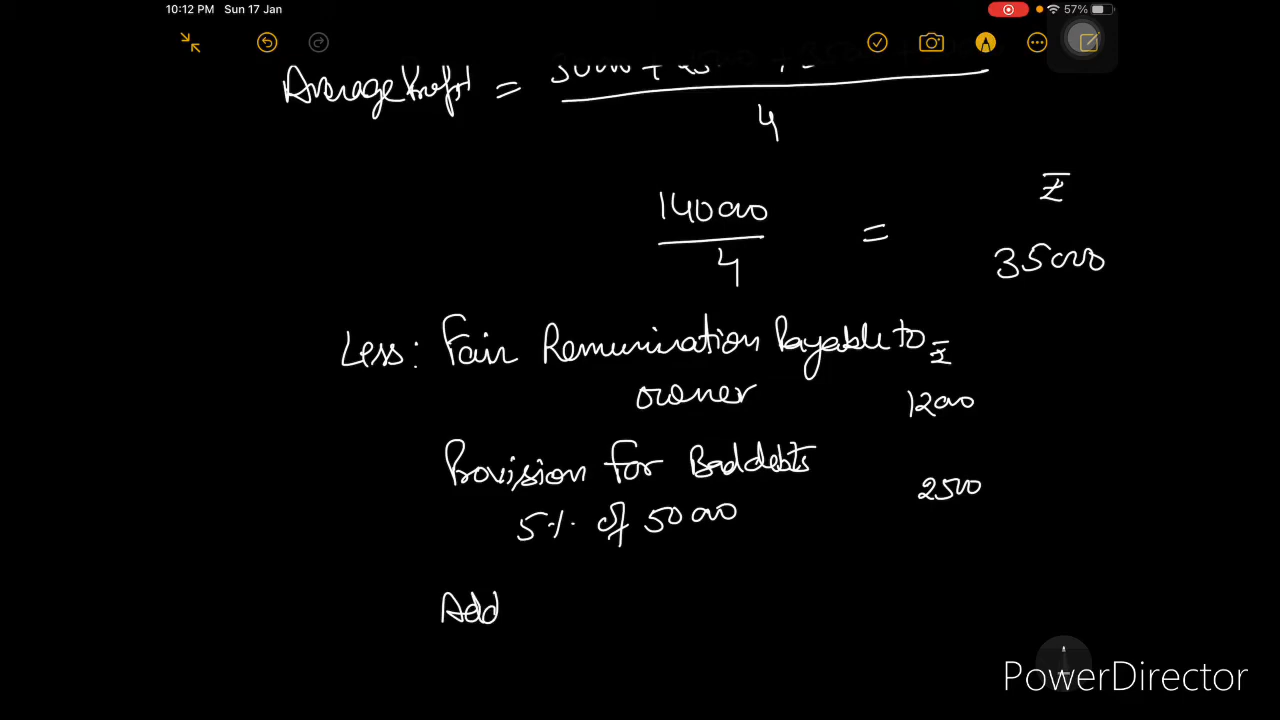 10:12 PM Sun 17 Jan 57%
Average Profit =
4
140000
4
= 35000
Less: Fair Remuniration Payable to
owner 12000
Provision for Baddebts
5% of 50000 2500
Add
PowerDirector